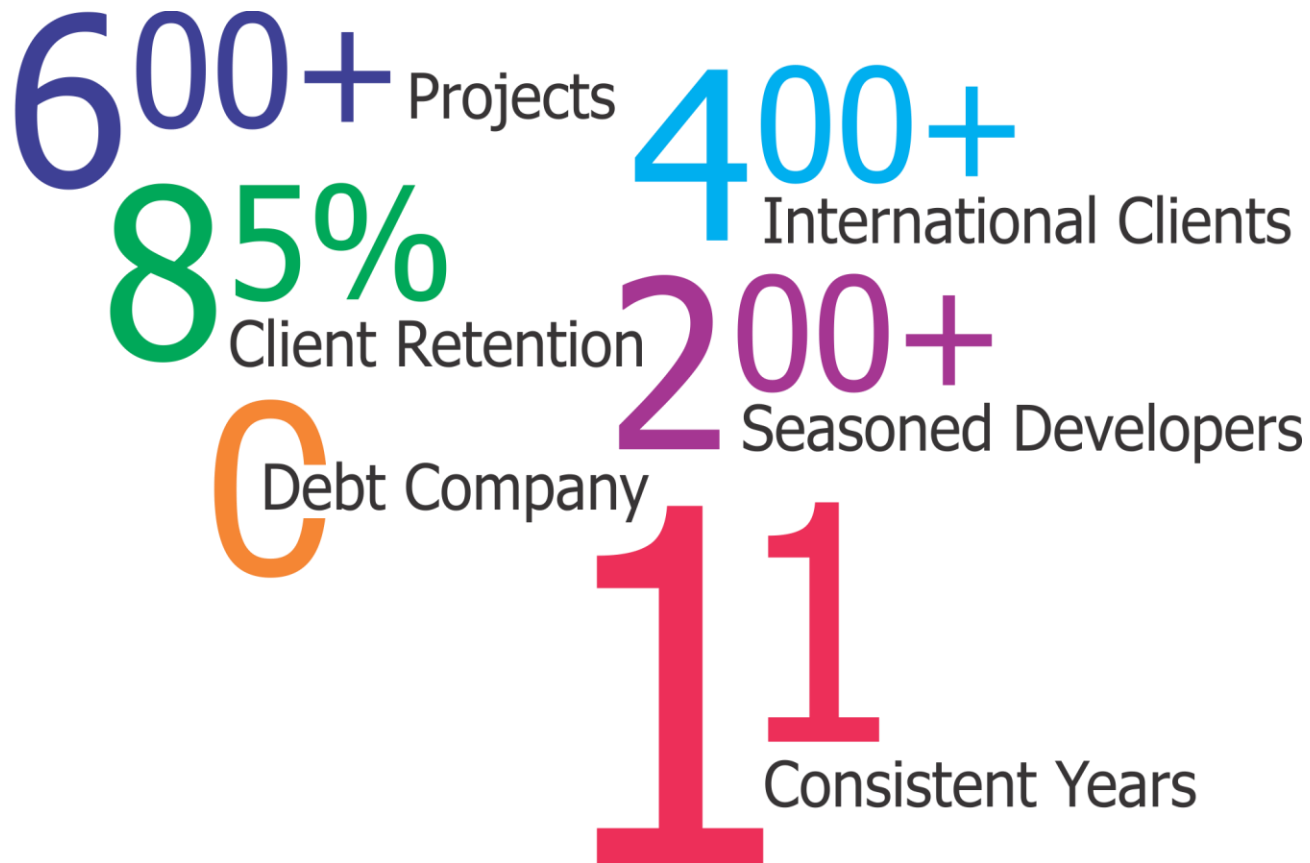 600+ Projects
400+
International Clients
85%
Client Retention
200+
Seasoned Developers
0 Debt Company
11
Consistent Years